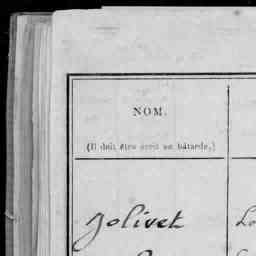 NOM.
(Il doit être écrit en bâtarde.)
Jolivet